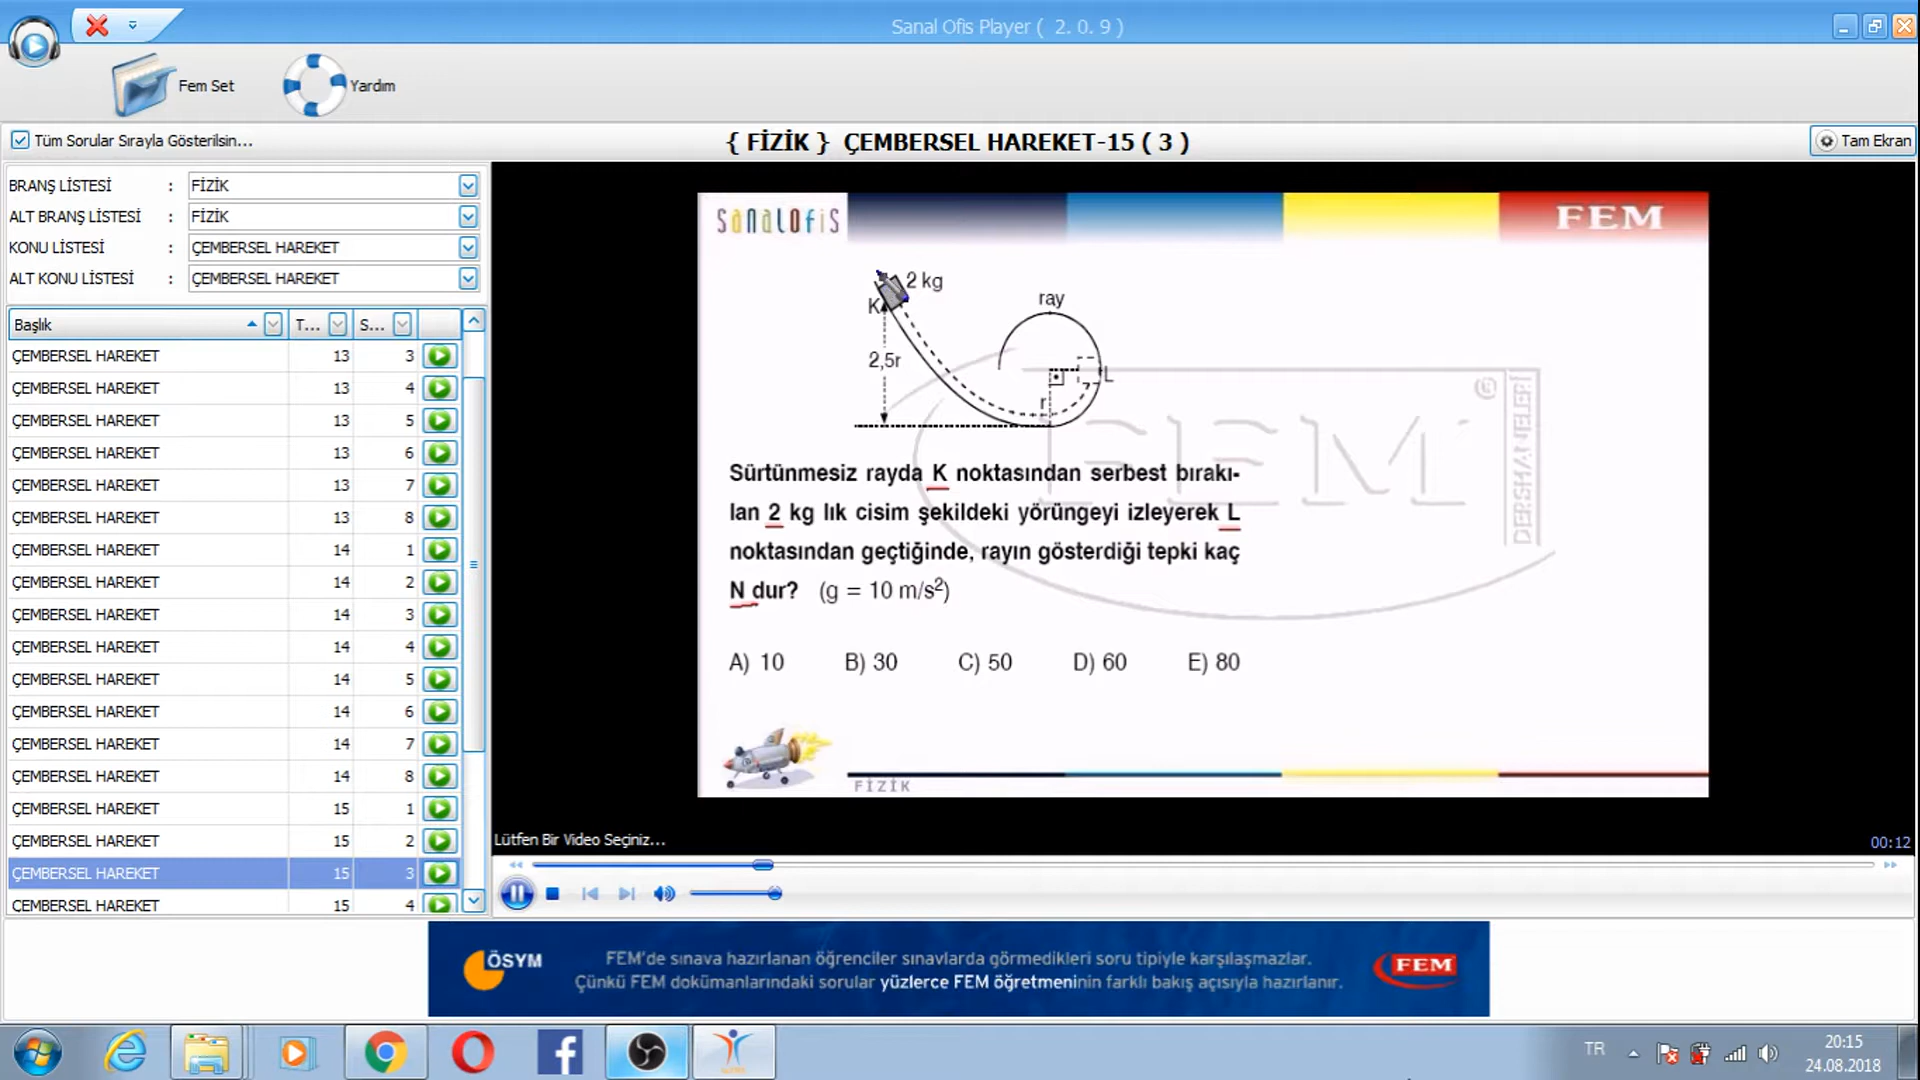 Sanal Ofis Player ( 2. 0. 9 )
Fem Set
Yardım
Tüm Sorular Sırayla Gösterilsin...
{ FİZİK } ÇEMBERSEL HAREKET-15 ( 3 )
Tam Ekran
BRANŞ LİSTESİ : FİZİK
ALT BRANŞ LİSTESİ : FİZİK
KONU LİSTESİ : ÇEMBERSEL HAREKET
ALT KONU LİSTESİ : ÇEMBERSEL HAREKET
Başlık T... S...
ÇEMBERSEL HAREKET 13 3
ÇEMBERSEL HAREKET 13 4
ÇEMBERSEL HAREKET 13 5
ÇEMBERSEL HAREKET 13 6
ÇEMBERSEL HAREKET 13 7
ÇEMBERSEL HAREKET 13 8
ÇEMBERSEL HAREKET 14 1
ÇEMBERSEL HAREKET 14 2
ÇEMBERSEL HAREKET 14 3
ÇEMBERSEL HAREKET 14 4
ÇEMBERSEL HAREKET 14 5
ÇEMBERSEL HAREKET 14 6
ÇEMBERSEL HAREKET 14 7
ÇEMBERSEL HAREKET 14 8
ÇEMBERSEL HAREKET 15 1
ÇEMBERSEL HAREKET 15 2
ÇEMBERSEL HAREKET 15 3
ÇEMBERSEL HAREKET 15 4
sanalofis
FEM
2 kg
K
ray
2,5r
L
r
FEM
DERSHANELERİ
Sürtünmesiz rayda K noktasından serbest bırakı-
lan 2 kg lık cisim şekildeki yörüngeyi izleyerek L
noktasından geçtiğinde, rayın gösterdiği tepki kaç
N dur? (g = 10 m/s²)
A) 10 B) 30 C) 50 D) 60 E) 80
FİZİK
Lütfen Bir Video Seçiniz...
00:12
ÖSYM
FEM'de sınava hazırlanan öğrenciler sınavlarda görmedikleri soru tipiyle karşılaşmazlar.
Çünkü FEM dokümanlarındaki sorular yüzlerce FEM öğretmeninin farklı bakış açısıyla hazırlanır.
FEM
TR
20:15
24.08.2018